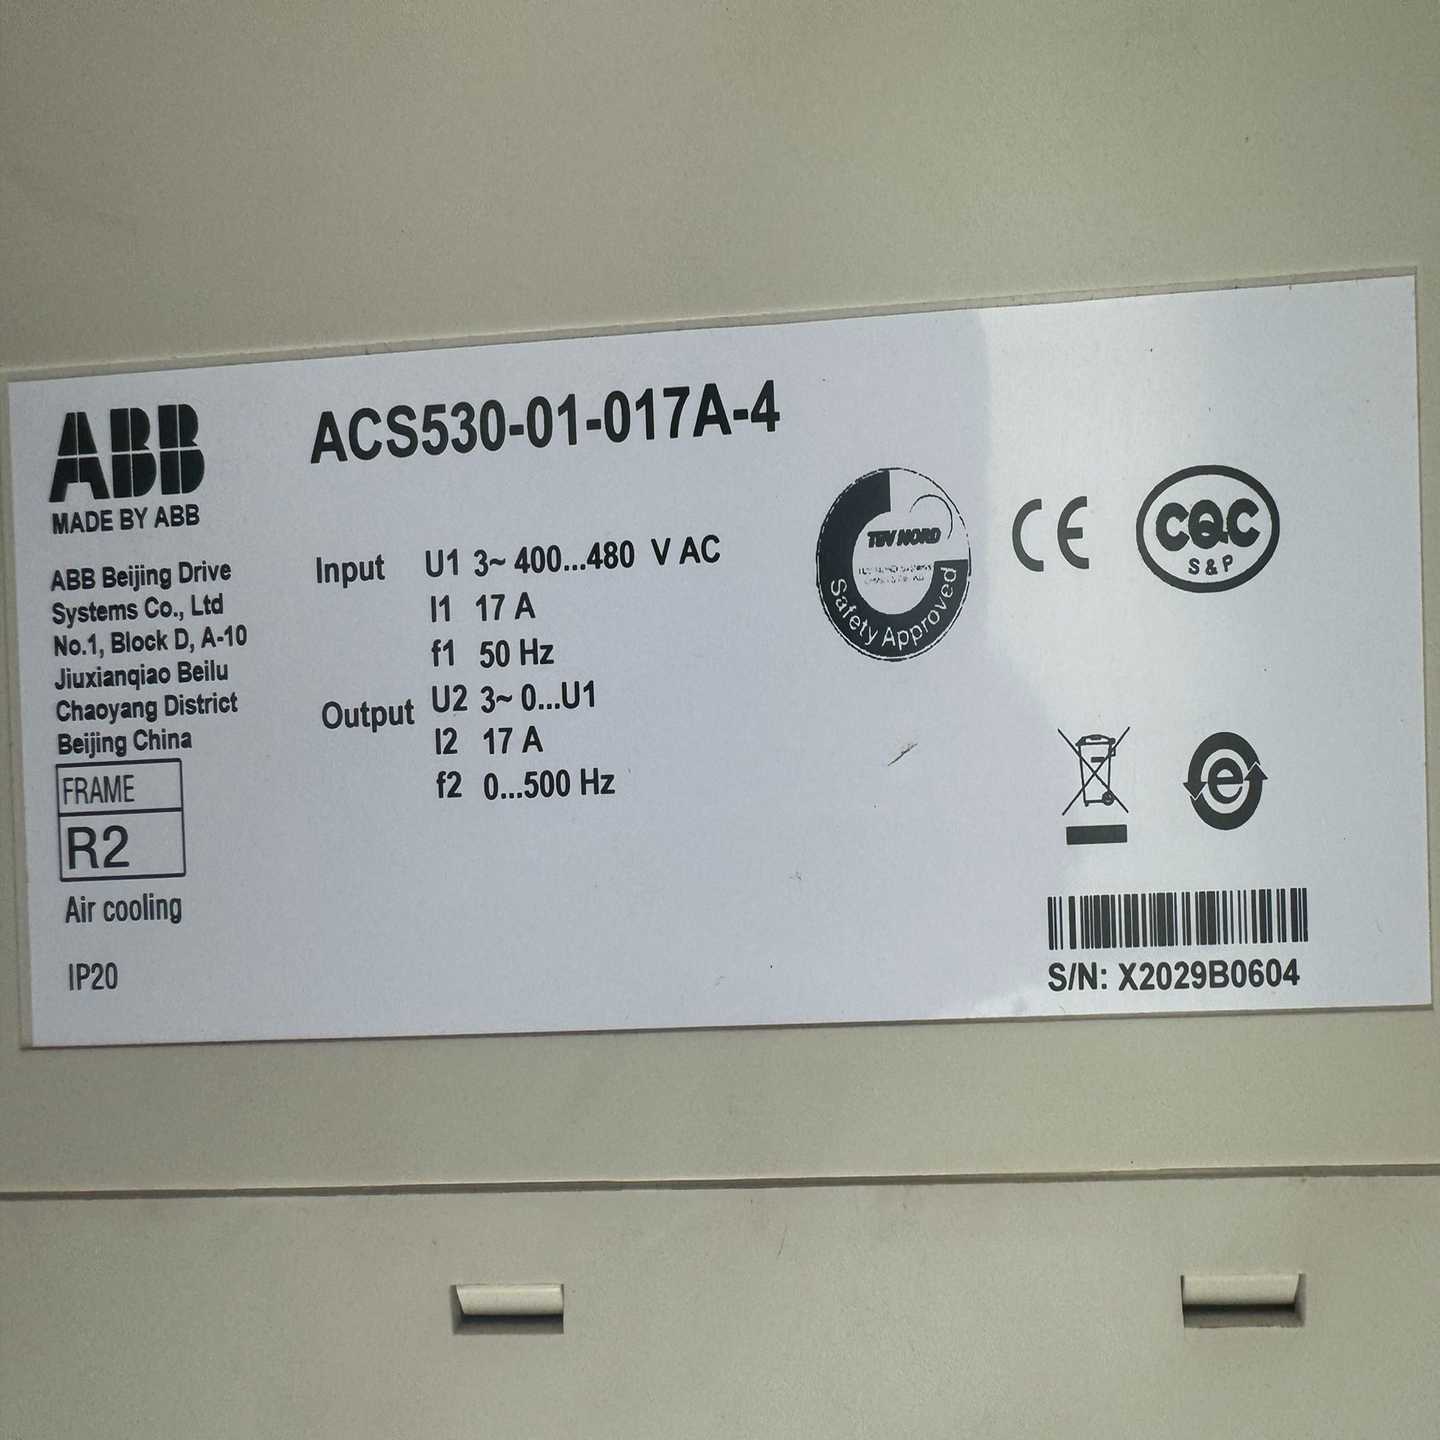 ABB
MADE BY ABB
ABB Beijing Drive
Systems Co., Ltd
No.1, Block D, A-10
Jiuxianqiao Beilu
Chaoyang District
Beijing China
FRAME
R2
Air cooling
IP20
ACS530-01-017A-4
Input U1 3~ 400...480 V AC
I1 17 A
f1 50 Hz
Output U2 3~ 0...U1
I2 17 A
f2 0...500 Hz
TÜV NORD
Safety Approved
CE
CQC
S&P
e
S/N: X2029B0604